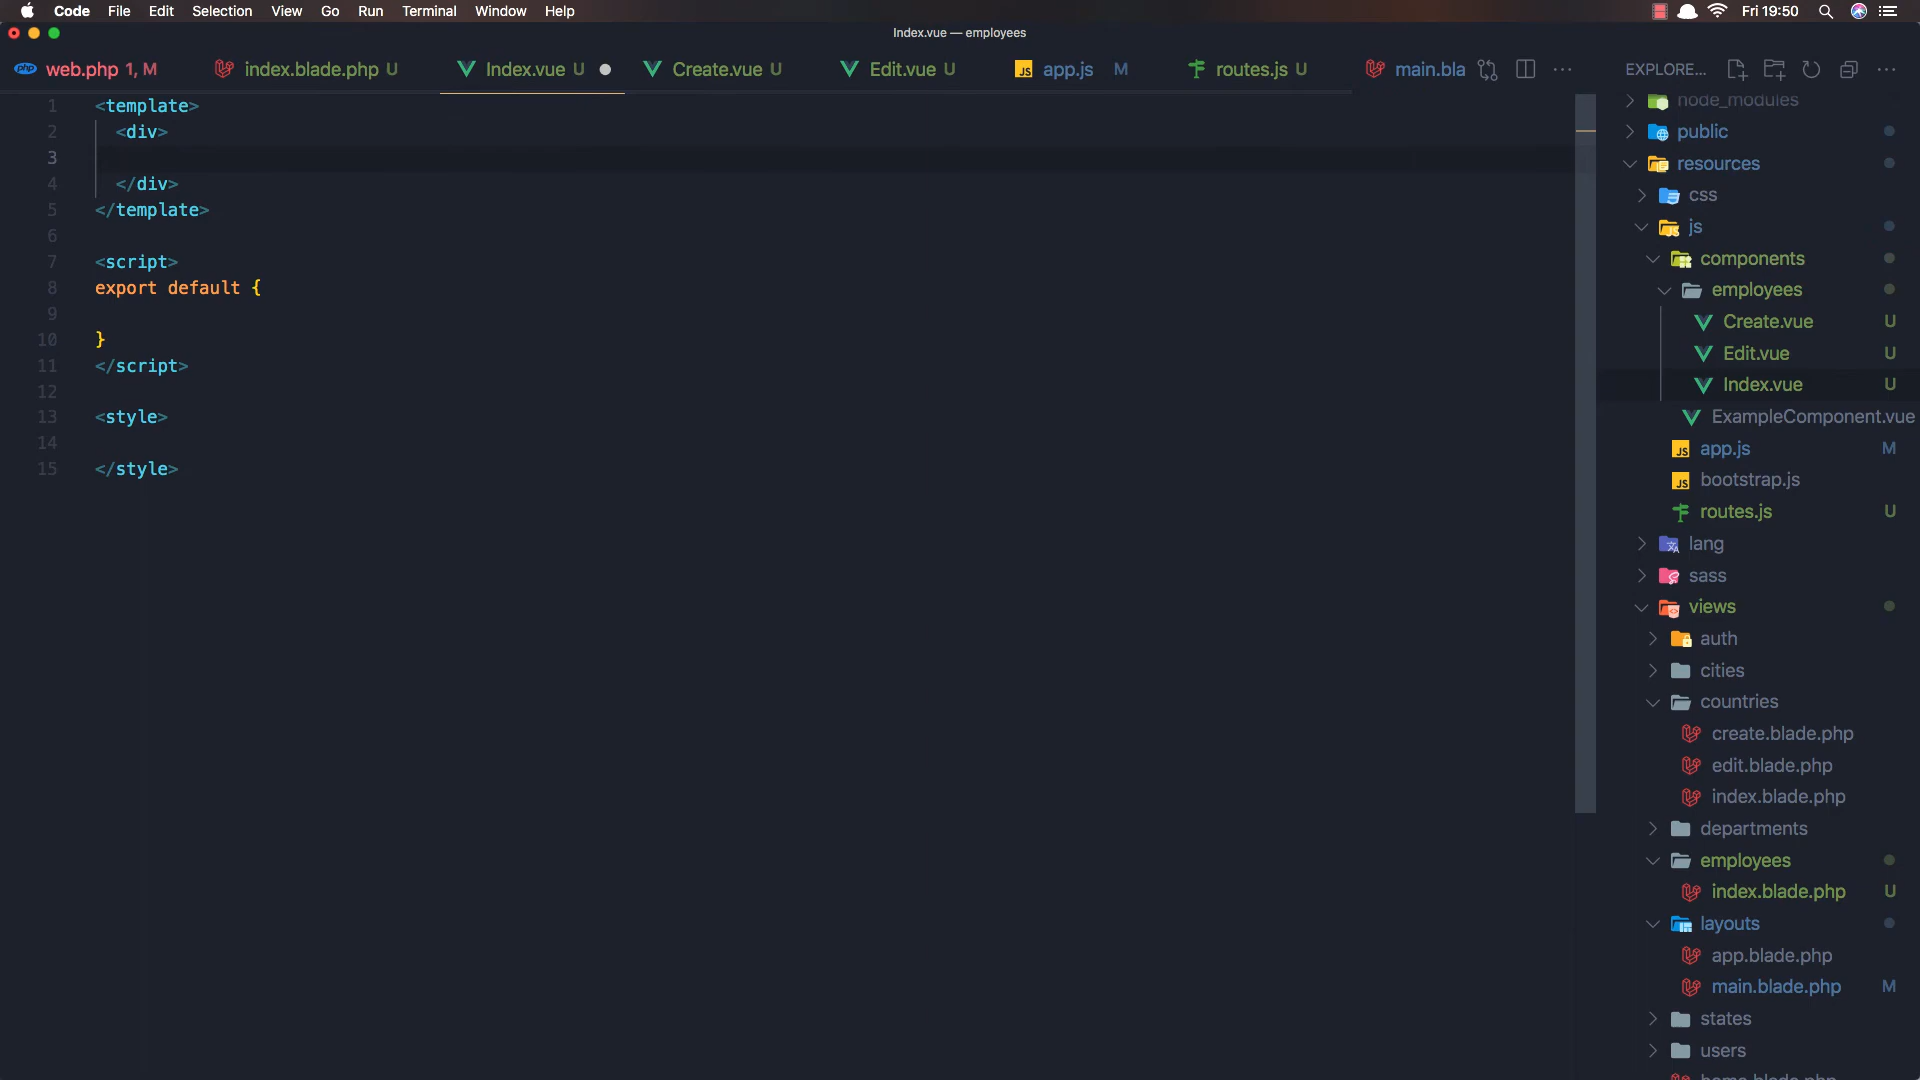 Code File Edit Selection View Go Run Terminal Window Help Fri 19:50
Index.vue — employees
web.php 1, M index.blade.php U Index.vue U Create.vue U Edit.vue U app.js M routes.js U main.bla EXPLORE...
1 <template>
2 <div>
3
4 </div>
5 </template>
6
7 <script>
8 export default {
9
10 }
11 </script>
12
13 <style>
14
15 </style>
node_modules
public
resources
css
js
components
employees
Create.vue U
Edit.vue U
Index.vue U
ExampleComponent.vue
app.js M
bootstrap.js
routes.js U
lang
sass
views
auth
cities
countries
create.blade.php
edit.blade.php
index.blade.php
departments
employees
index.blade.php U
layouts
app.blade.php
main.blade.php M
states
users